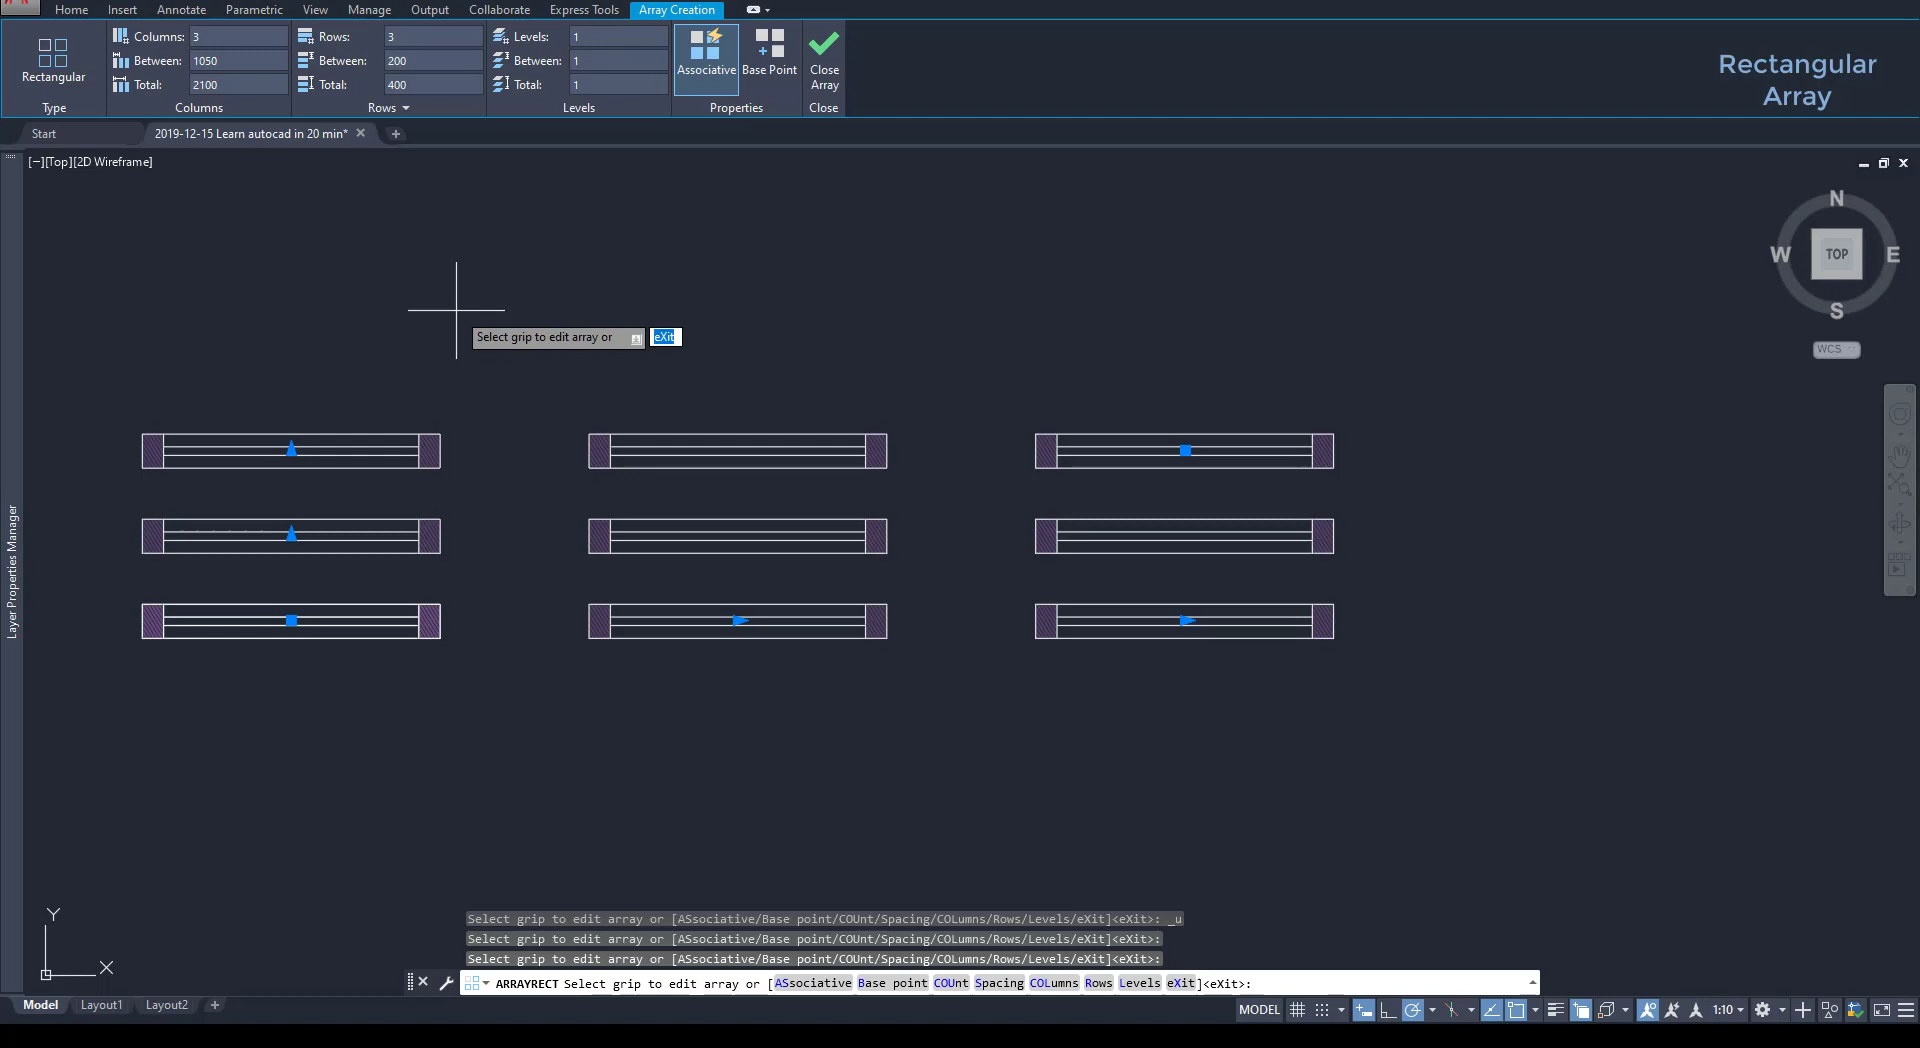 Home Insert Annotate Parametric View Manage Output Collaborate Express Tools Array Creation
Columns: 3 Rows: 3 Levels: 1
Between: 1050 Between: 200 Between: 1
Total: 2100 Total: 400 Total: 1
Rectangular
Associative Base Point Close
Array
Type Columns Rows Levels Properties Close
Rectangular
Array
Start 2019-12-15 Learn autocad in 20 min*
[−][Top][2D Wireframe]
N
W TOP E
S
WCS
Select grip to edit array or eXit
Layer Properties Manager
Y
X
Select grip to edit array or [ASsociative/Base point/COUnt/Spacing/COLumns/Rows/Levels/eXit]<eXit>: _u
Select grip to edit array or [ASsociative/Base point/COUnt/Spacing/COLumns/Rows/Levels/eXit]<eXit>:
Select grip to edit array or [ASsociative/Base point/COUnt/Spacing/COLumns/Rows/Levels/eXit]<eXit>:
ARRAYRECT Select grip to edit array or [ASsociative Base point COUnt Spacing COLumns Rows Levels eXit]<eXit>:
Model Layout1 Layout2
MODEL 1:10